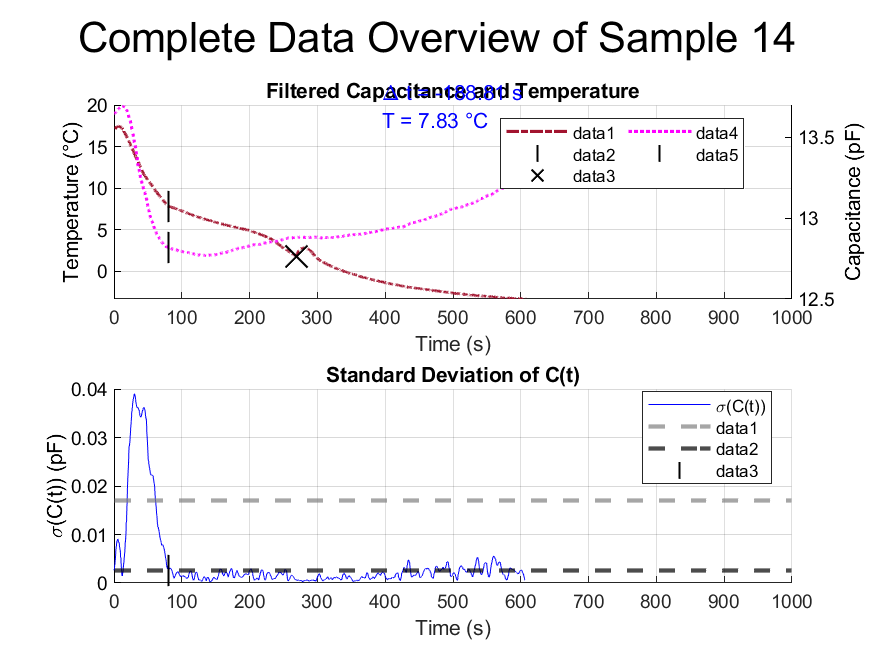 Complete Data Overview of Sample 14
Filtered Capacitance and Temperature
T = 7.83 °C
20
15
10
5
0
Temperature (°C)
13.5
13
12.5
Capacitance (pF)
data1
data2
data3
data4
data5
0 100 200 300 400 500 600 700 800 900 1000
Time (s)
Standard Deviation of C(t)
0.04
0.03
0.02
0.01
0
σ(C(t)) (pF)
σ(C(t))
data1
data2
data3
0 100 200 300 400 500 600 700 800 900 1000
Time (s)